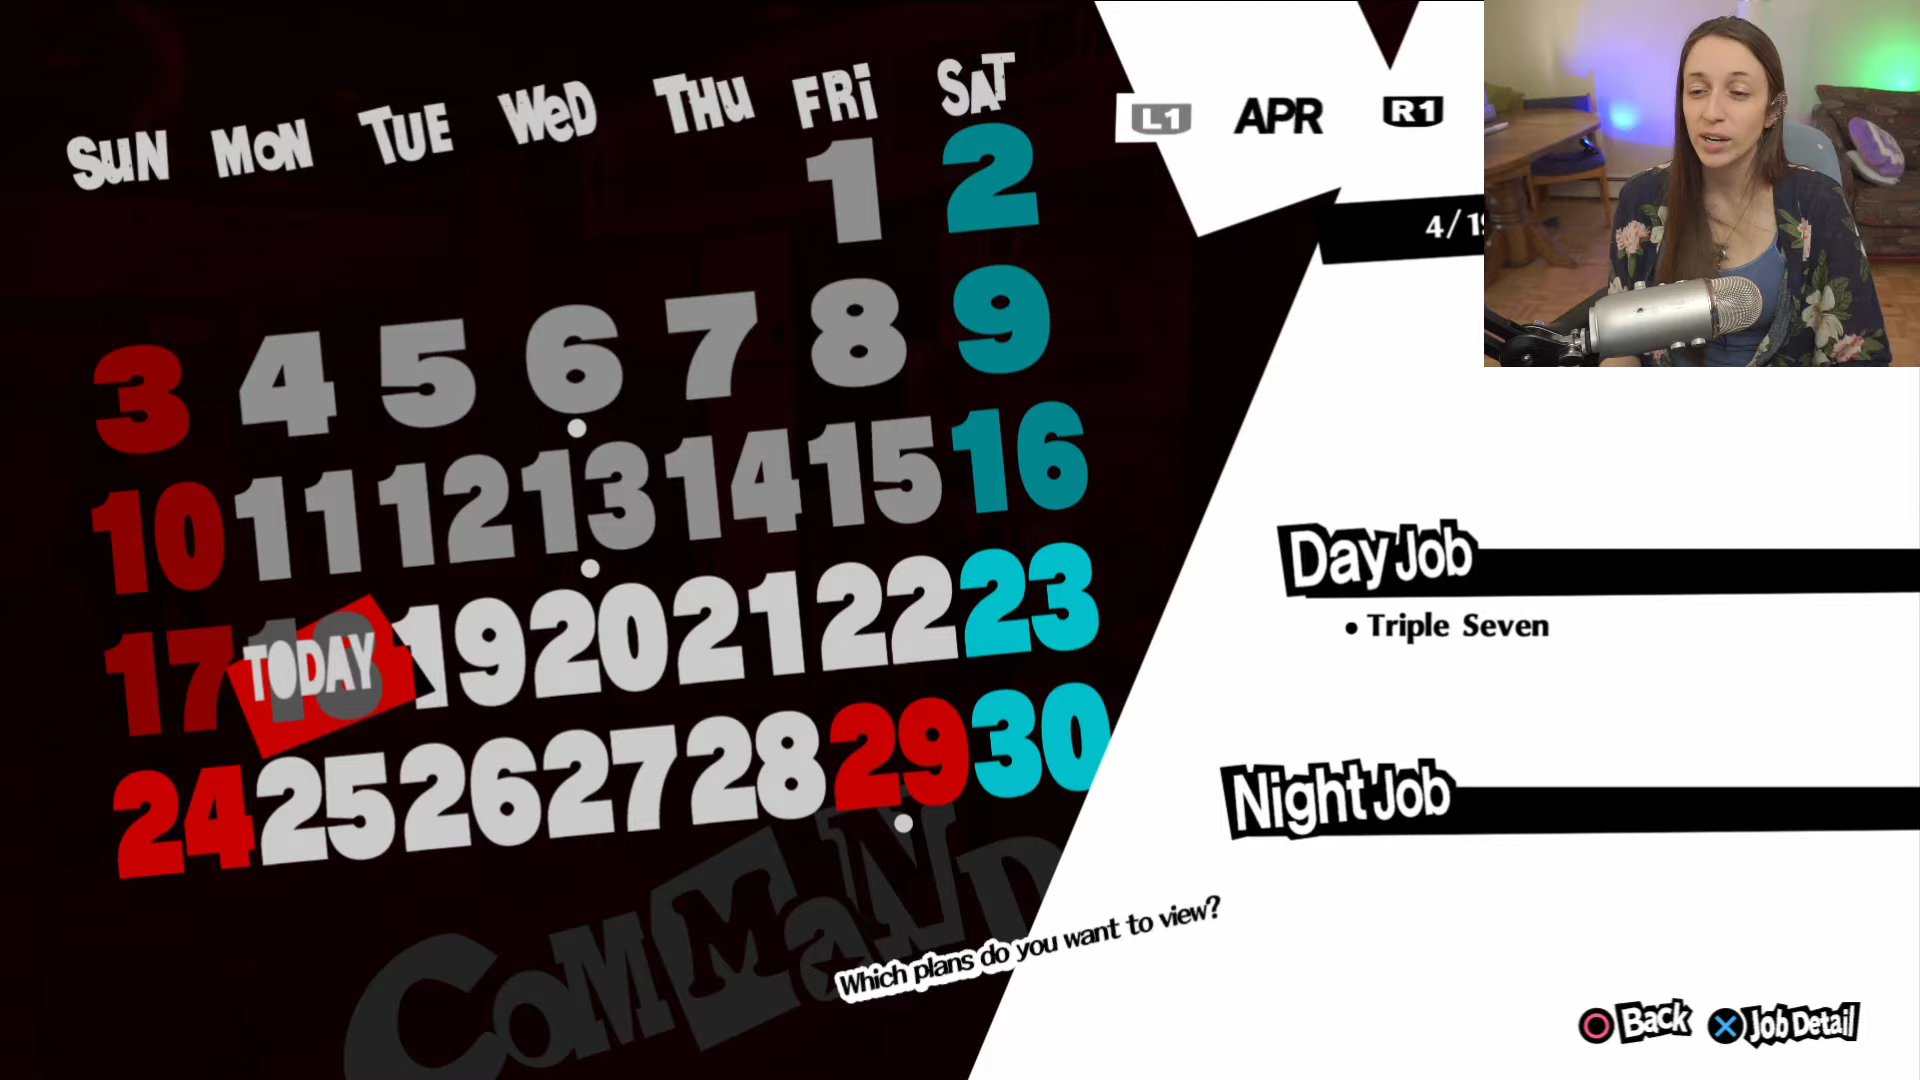 SUN MON TUE WED THU FRi SAT
1 2
3 4 5 6 7 8 9
10 11 12 13 14 15 16
17 TODAY 19 20 21 22 23
24 25 26 27 28 29 30
L1 APR R1
Day Job
• Triple Seven
Night Job
COMMAND
Which plans do you want to view?
Back Job Detail